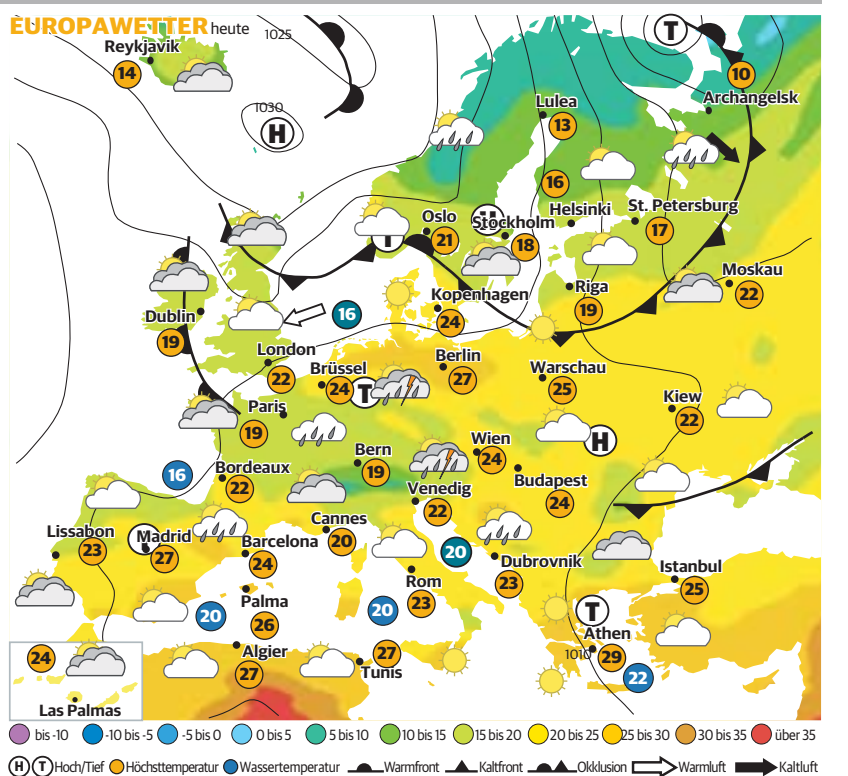 EUROPAWETTER heute
1025
Reykjavik
14
T
10
Archangelsk
1030
H
Lulea
13
16
Helsinki
St. Petersburg
17
Oslo
21
H
Stockholm
18
T
Moskau
22
Riga
19
Kopenhagen
24
16
Dublin
19
London
22
Brüssel
24
T
Berlin
27
Warschau
25
Kiew
22
Paris
19
H
Wien
24
Bern
19
16
Bordeaux
22
Budapest
24
Venedig
22
Cannes
20
Lissabon
23
H
Madrid
27
Barcelona
24
20
Dubrovnik
23
Rom
23
Istanbul
25
Palma
26
20
20
T
Athen
1010
29
22
Algier
27
27
Tunis
24
Las Palmas
bis -10 -10 bis -5 -5 bis 0 0 bis 5 5 bis 10 10 bis 15 15 bis 20 20 bis 25 25 bis 30 30 bis 35 über 35
H T Hoch/Tief Höchsttemperatur Wassertemperatur Warmfront Kaltfront Okklusion Warmluft Kaltluft